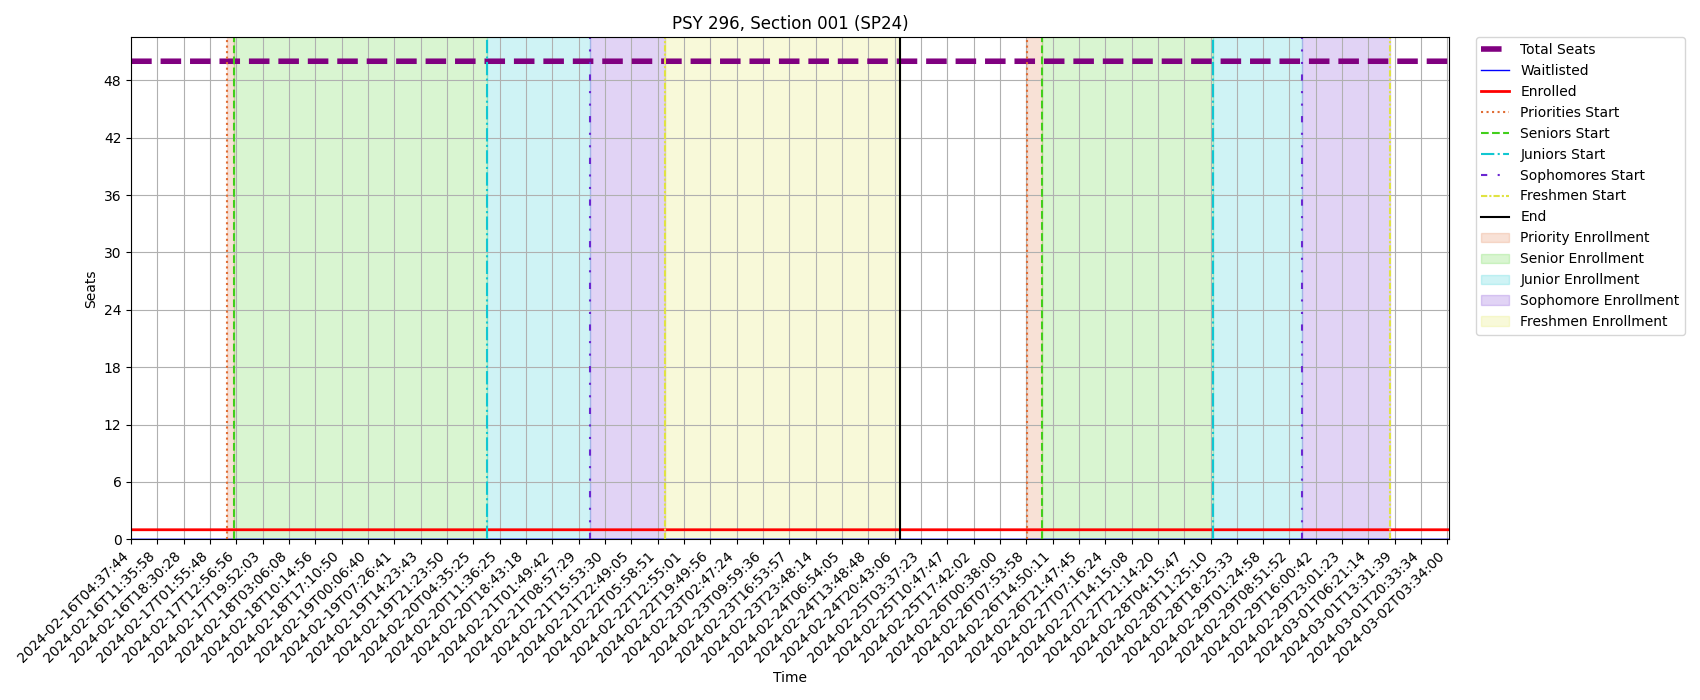 PSY 296, Section 001 (SP24)
Seats
48
42
36
30
24
18
12
6
0
2024-02-16T04:37:44
2024-02-16T11:35:58
2024-02-16T18:30:28
2024-02-17T01:55:48
2024-02-17T12:56:56
2024-02-17T19:52:03
2024-02-18T03:06:08
2024-02-18T10:14:56
2024-02-18T17:10:50
2024-02-19T00:06:40
2024-02-19T07:26:41
2024-02-19T14:23:43
2024-02-19T21:23:50
2024-02-20T04:35:25
2024-02-20T11:36:25
2024-02-20T18:43:18
2024-02-21T01:49:42
2024-02-21T08:57:29
2024-02-21T15:53:30
2024-02-21T22:49:05
2024-02-22T05:58:51
2024-02-22T12:55:01
2024-02-22T19:49:56
2024-02-23T02:47:24
2024-02-23T09:59:36
2024-02-23T16:53:57
2024-02-23T23:48:14
2024-02-24T06:54:05
2024-02-24T13:48:48
2024-02-24T20:43:06
2024-02-25T03:37:23
2024-02-25T10:47:47
2024-02-25T17:42:02
2024-02-26T00:38:00
2024-02-26T07:53:58
2024-02-26T14:50:11
2024-02-26T21:47:45
2024-02-27T07:16:24
2024-02-27T14:15:08
2024-02-27T21:14:20
2024-02-28T04:15:47
2024-02-28T11:25:10
2024-02-28T18:25:33
2024-02-29T01:24:58
2024-02-29T08:51:52
2024-02-29T16:00:42
2024-02-29T23:01:23
2024-03-01T06:21:14
2024-03-01T13:31:39
2024-03-01T20:33:34
2024-03-02T03:34:00
Time
Total Seats
Waitlisted
Enrolled
Priorities Start
Seniors Start
Juniors Start
Sophomores Start
Freshmen Start
End
Priority Enrollment
Senior Enrollment
Junior Enrollment
Sophomore Enrollment
Freshmen Enrollment